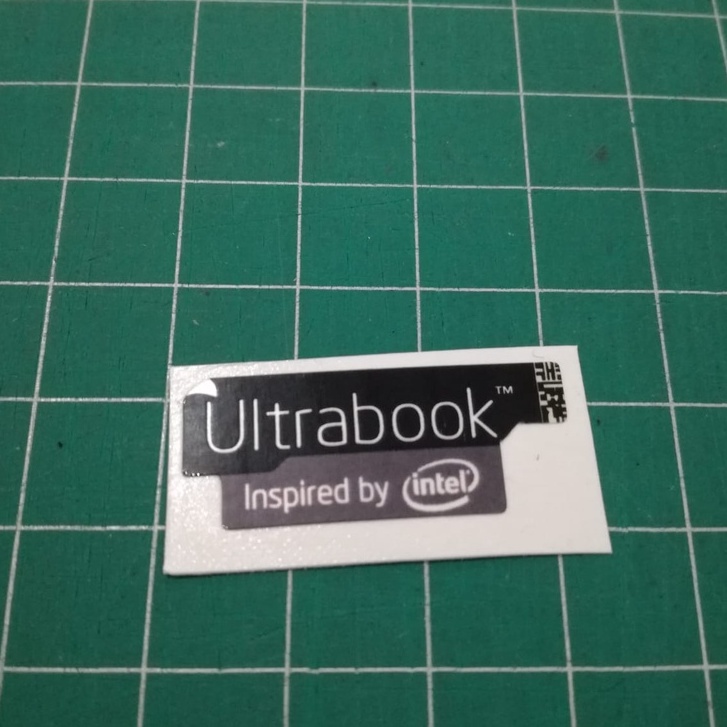 Ultrabook™
Inspired by intel